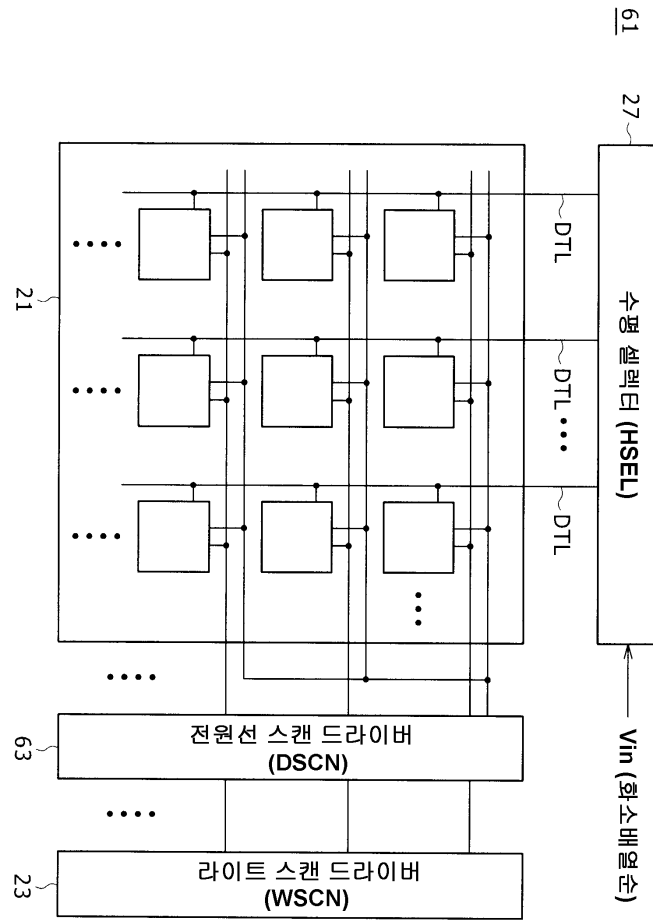 61
27
수평 셀렉터 (HSEL)
Vin (화소배열순)
DTL
DTL
DTL
21
전원선 스캔 드라이버
(DSCN)
63
라이트 스캔 드라이버
(WSCN)
23